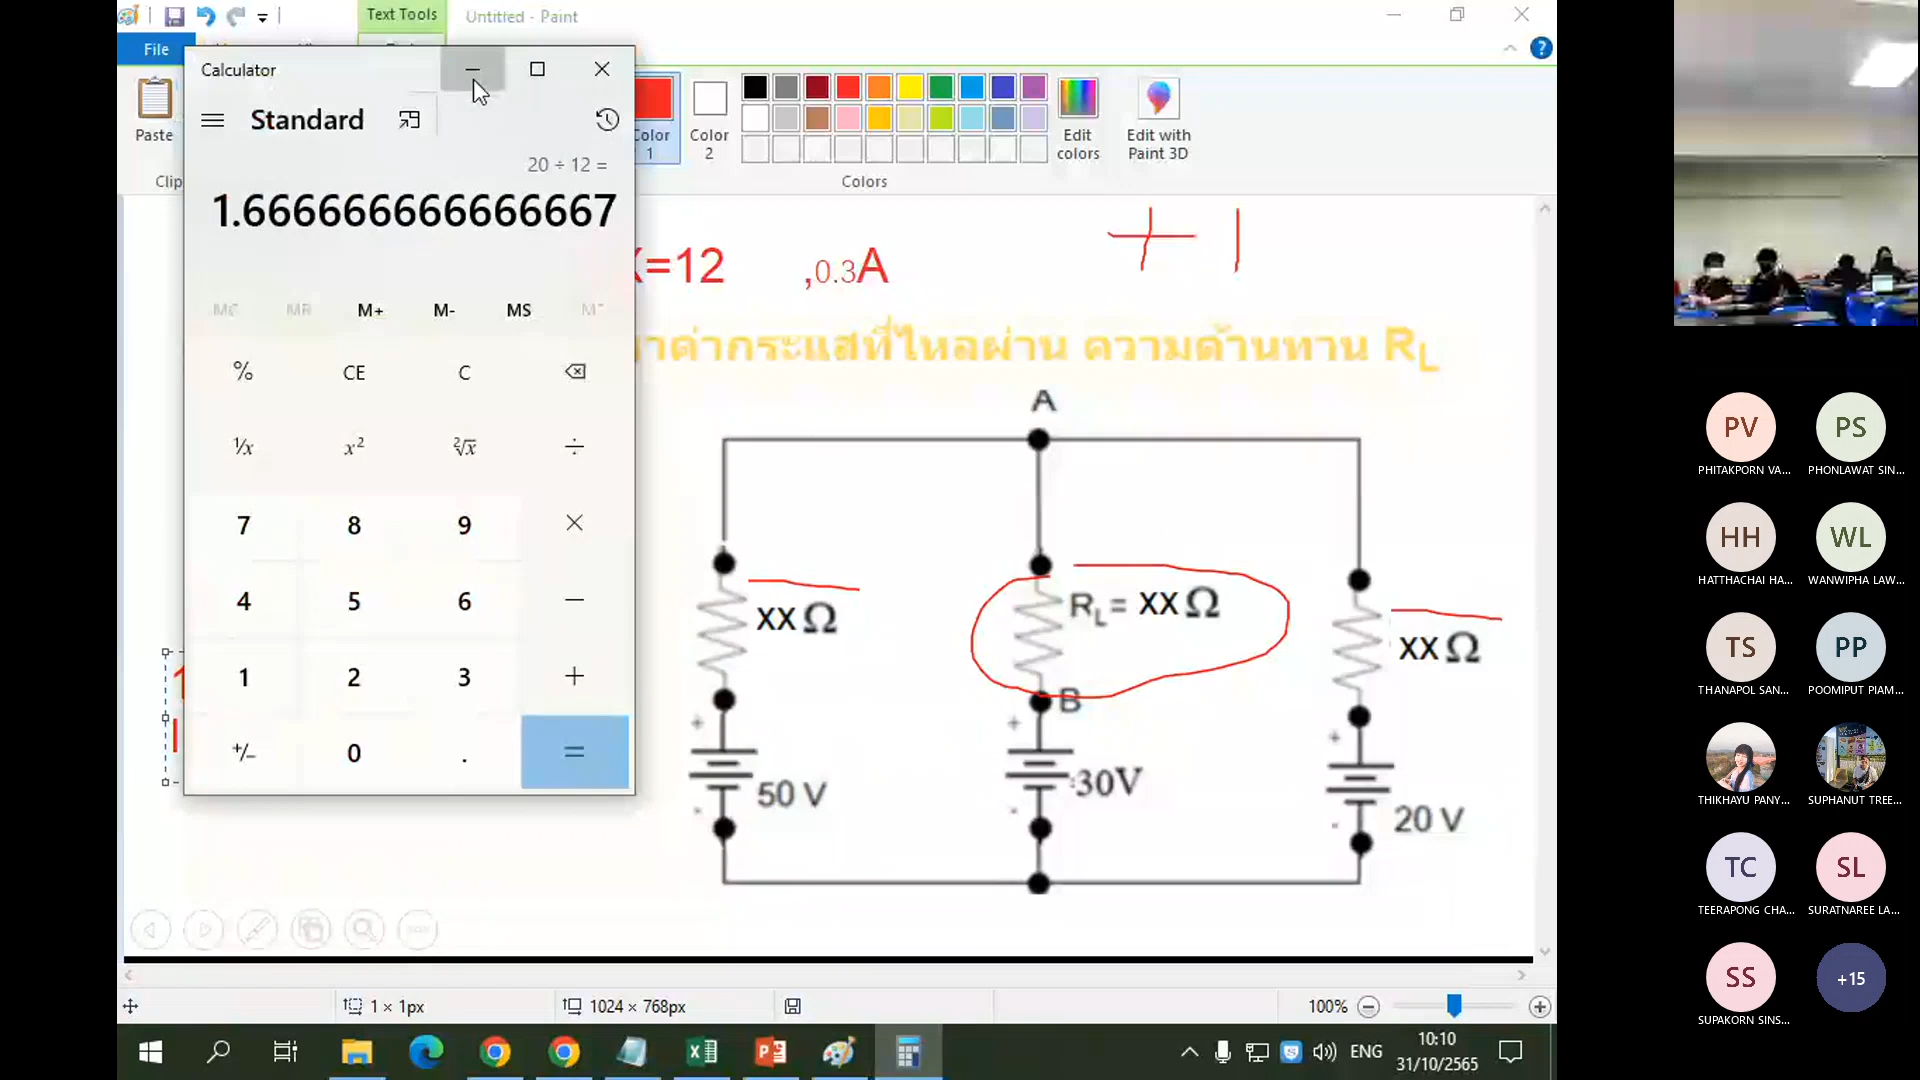 Text Tools
Untitled - Paint
File
Calculator
Standard
20 ÷ 12 =
1.6666666666666667
MC
MR
M+
M-
MS
%
CE
C
⅟x
x²
²√x
÷
7
8
9
×
4
5
6
−
1
2
3
+
+/−
0
.
=
Paste
Color
1
Color
2
Edit
colors
Edit with
Paint 3D
Colors
=12
,0.3A
+1
าค่ากระแสที่ไหลผ่าน ความต้านทาน RL
A
XX Ω
RL = XX Ω
XX Ω
B
+
+
+
50 V
30V
20 V
-
-
-
1 × 1px
1024 × 768px
100%
ENG
10:10
31/10/2565
PV
PHITAKPORN VA...
PS
PHONLAWAT SIN...
HH
HATTHACHAI HA...
WL
WANWIPHA LAW...
TS
THANAPOL SAN...
PP
POOMIPUT PIAM...
THIKHAYU PANY...
SUPHANUT TREE...
TC
TEERAPONG CHA...
SL
SURATNAREE LA...
SS
SUPAKORN SINS...
+15